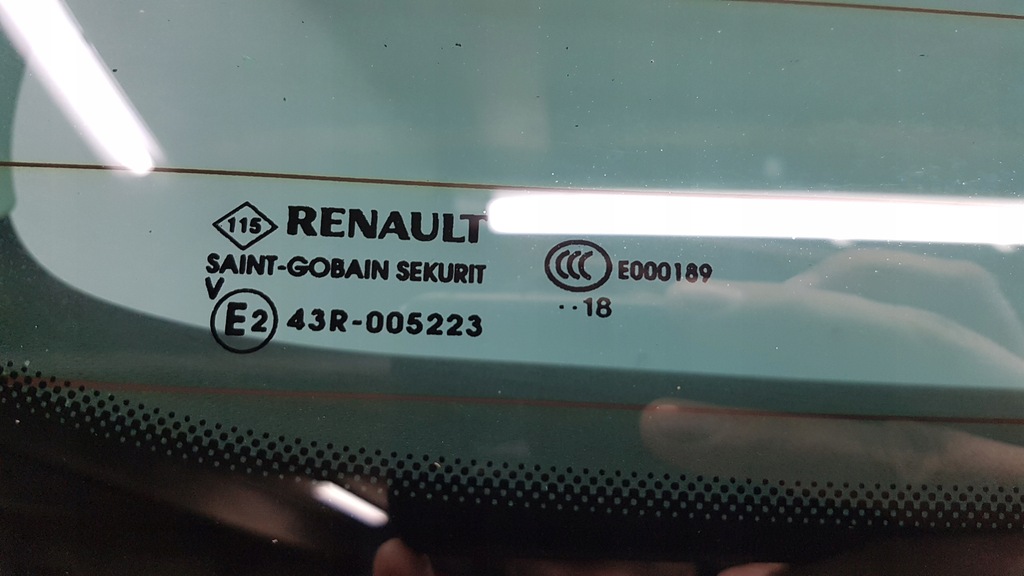 115 RENAULT
SAINT-GOBAIN SEKURIT
V
E2 43R-005223
CCC E000189
..18